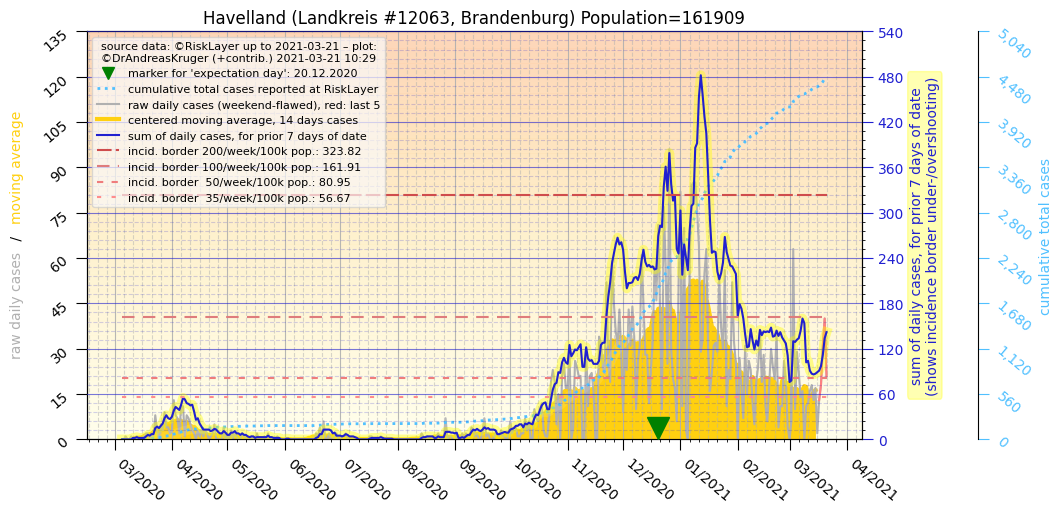 Havelland (Landkreis #12063, Brandenburg) Population=161909
source data: ©RiskLayer up to 2021-03-21 – plot:
©DrAndreasKruger (+contrib.) 2021-03-21 10:29
marker for 'expectation day': 20.12.2020
cumulative total cases reported at RiskLayer
raw daily cases (weekend-flawed), red: last 5
centered moving average, 14 days cases
sum of daily cases, for prior 7 days of date
incid. border 200/week/100k pop.: 323.82
incid. border 100/week/100k pop.: 161.91
incid. border 50/week/100k pop.: 80.95
incid. border 35/week/100k pop.: 56.67
raw daily cases / moving average
135
120
105
90
75
60
45
30
15
0
03/2020
04/2020
05/2020
06/2020
07/2020
08/2020
09/2020
10/2020
11/2020
12/2020
01/2021
02/2021
03/2021
04/2021
540
480
420
360
300
240
180
120
60
0
sum of daily cases, for prior 7 days of date
(shows incidence border under-/overshooting)
5,040
4,480
3,920
3,360
2,800
2,240
1,680
1,120
560
0
cumulative total cases